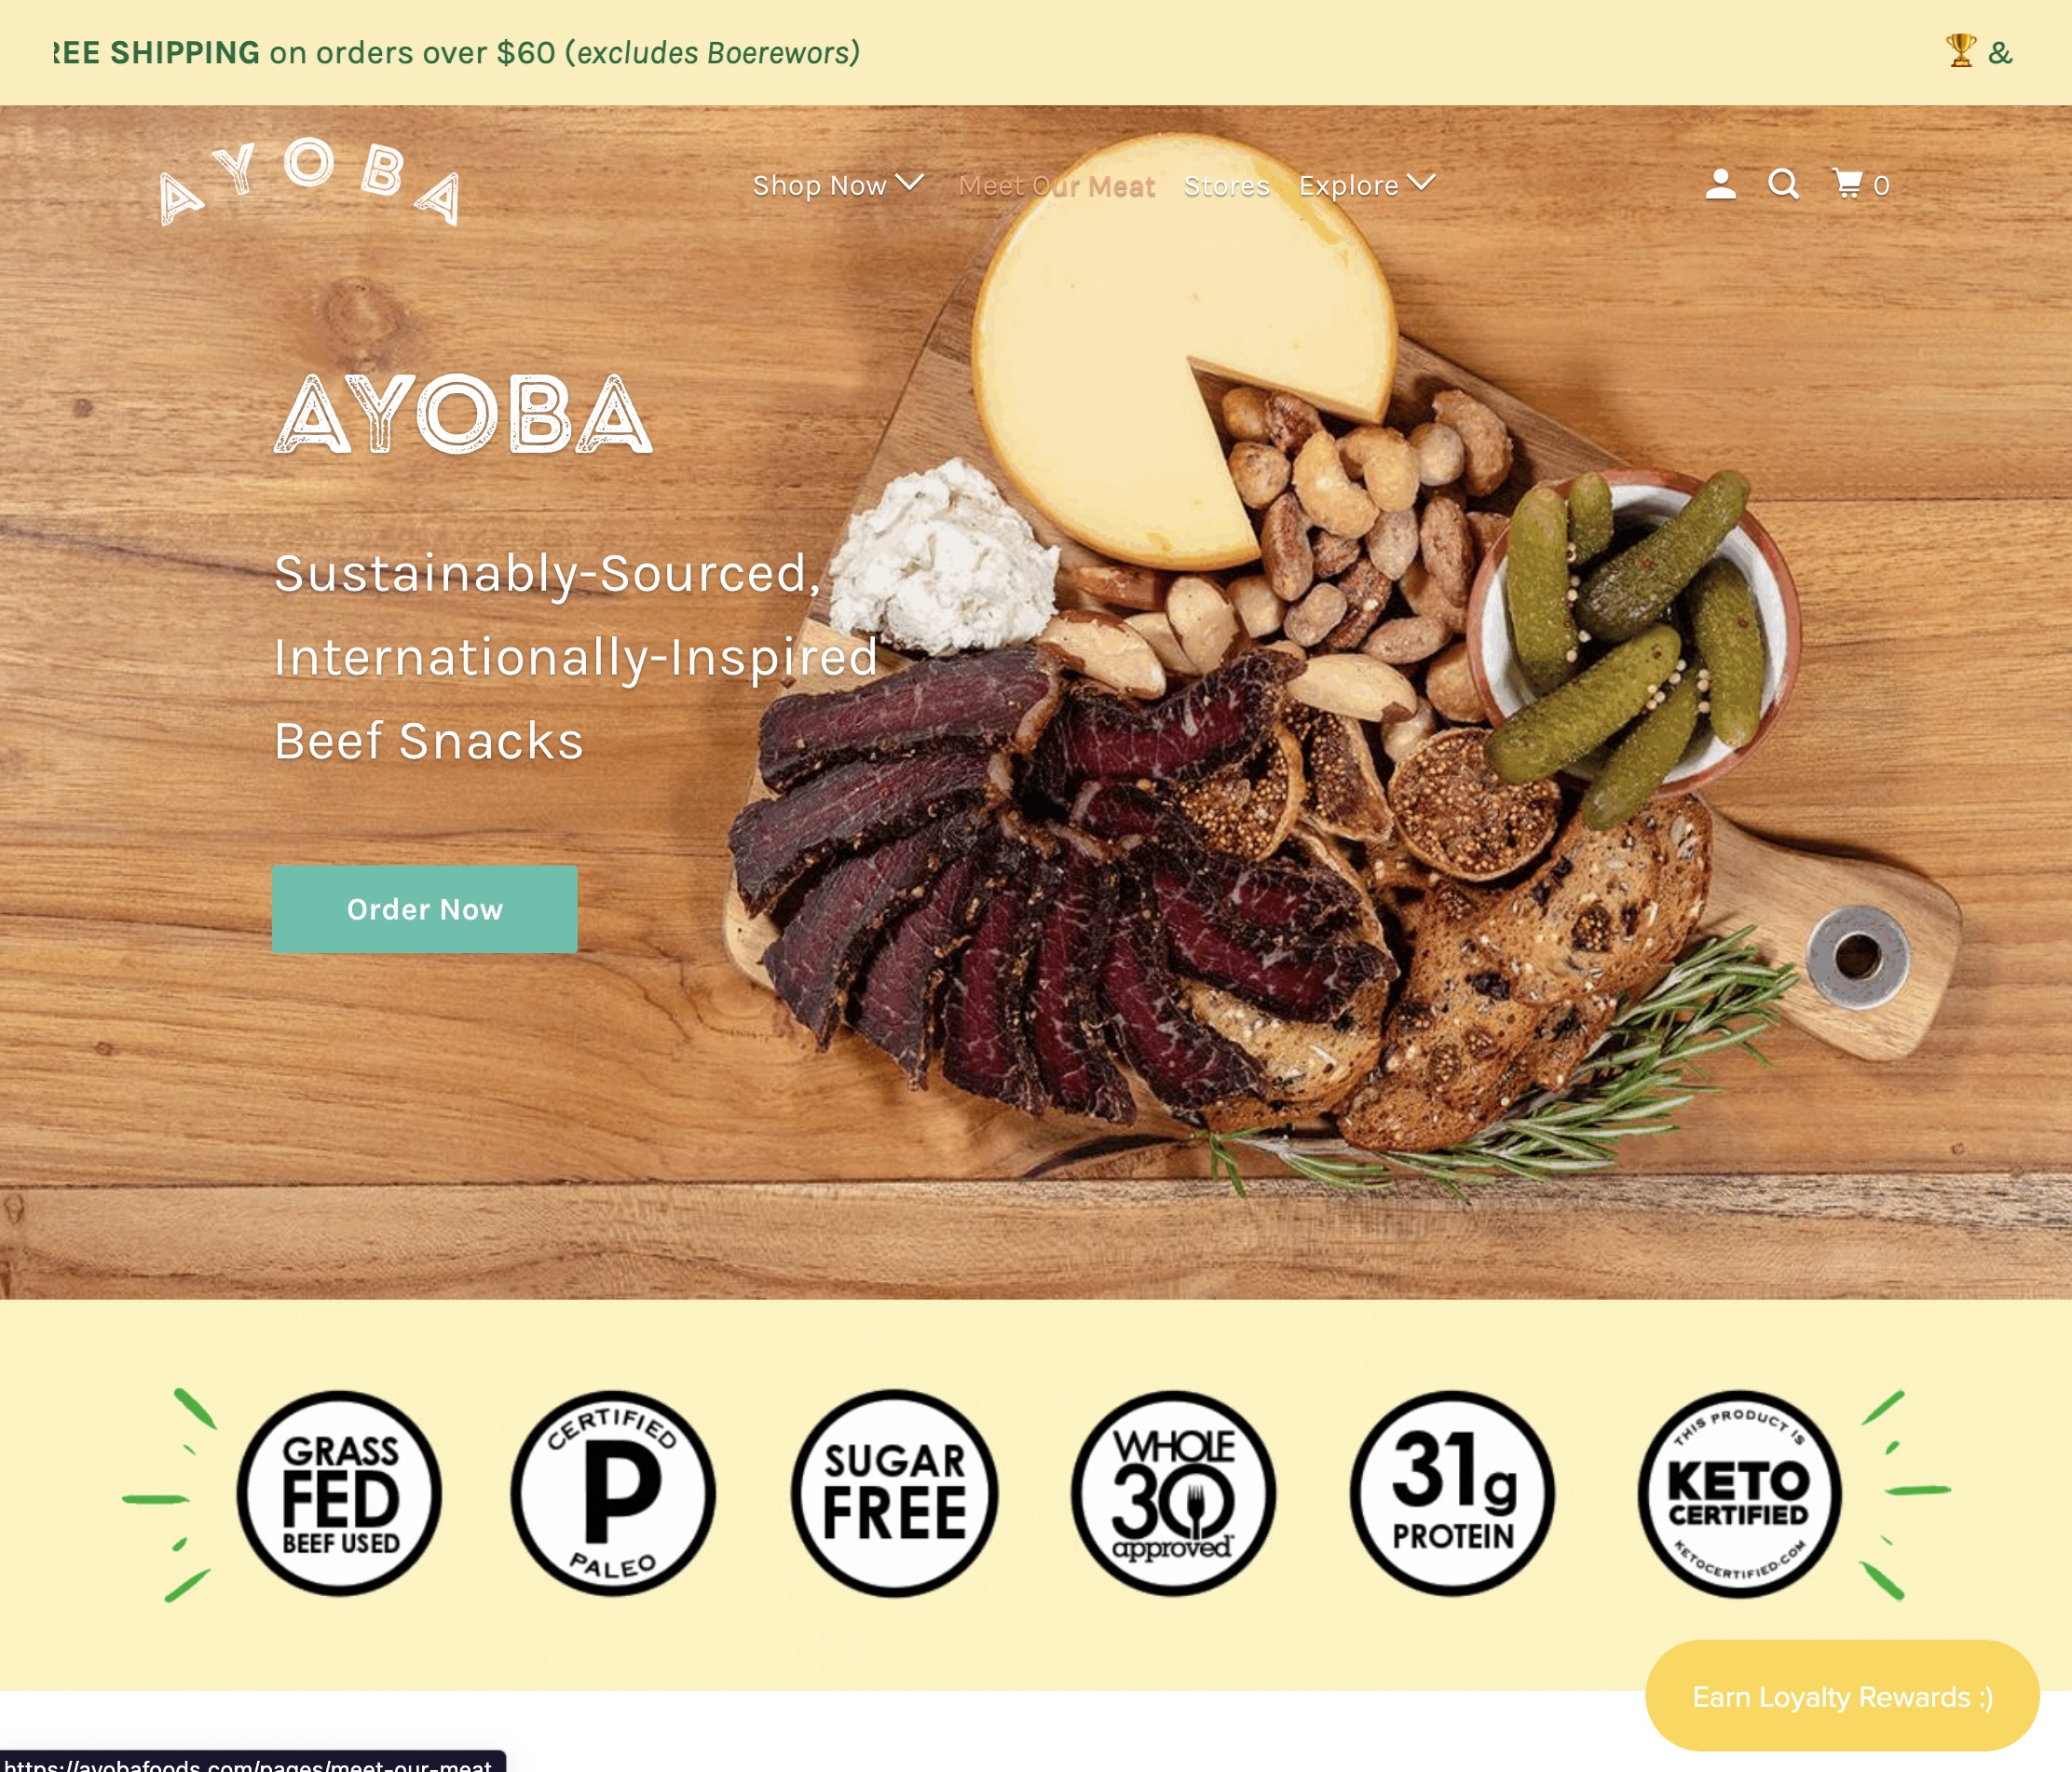 REE SHIPPING on orders over $60 (excludes Boerewors) 🏆 &
AYOBA
Shop Now Meet Our Meat Stores Explore 0
AYOBA
Sustainably-Sourced,
Internationally-Inspired
Beef Snacks
Order Now
GRASS
FED
BEEF USED
CERTIFIED
P
PALEO
SUGAR
FREE
WHOLE
30
approved
31g
PROTEIN
THIS PRODUCT IS
KETO
CERTIFIED
KETOCERTIFIED.COM
Earn Loyalty Rewards :)
https://ayobafoods.com/pages/meet-our-meat